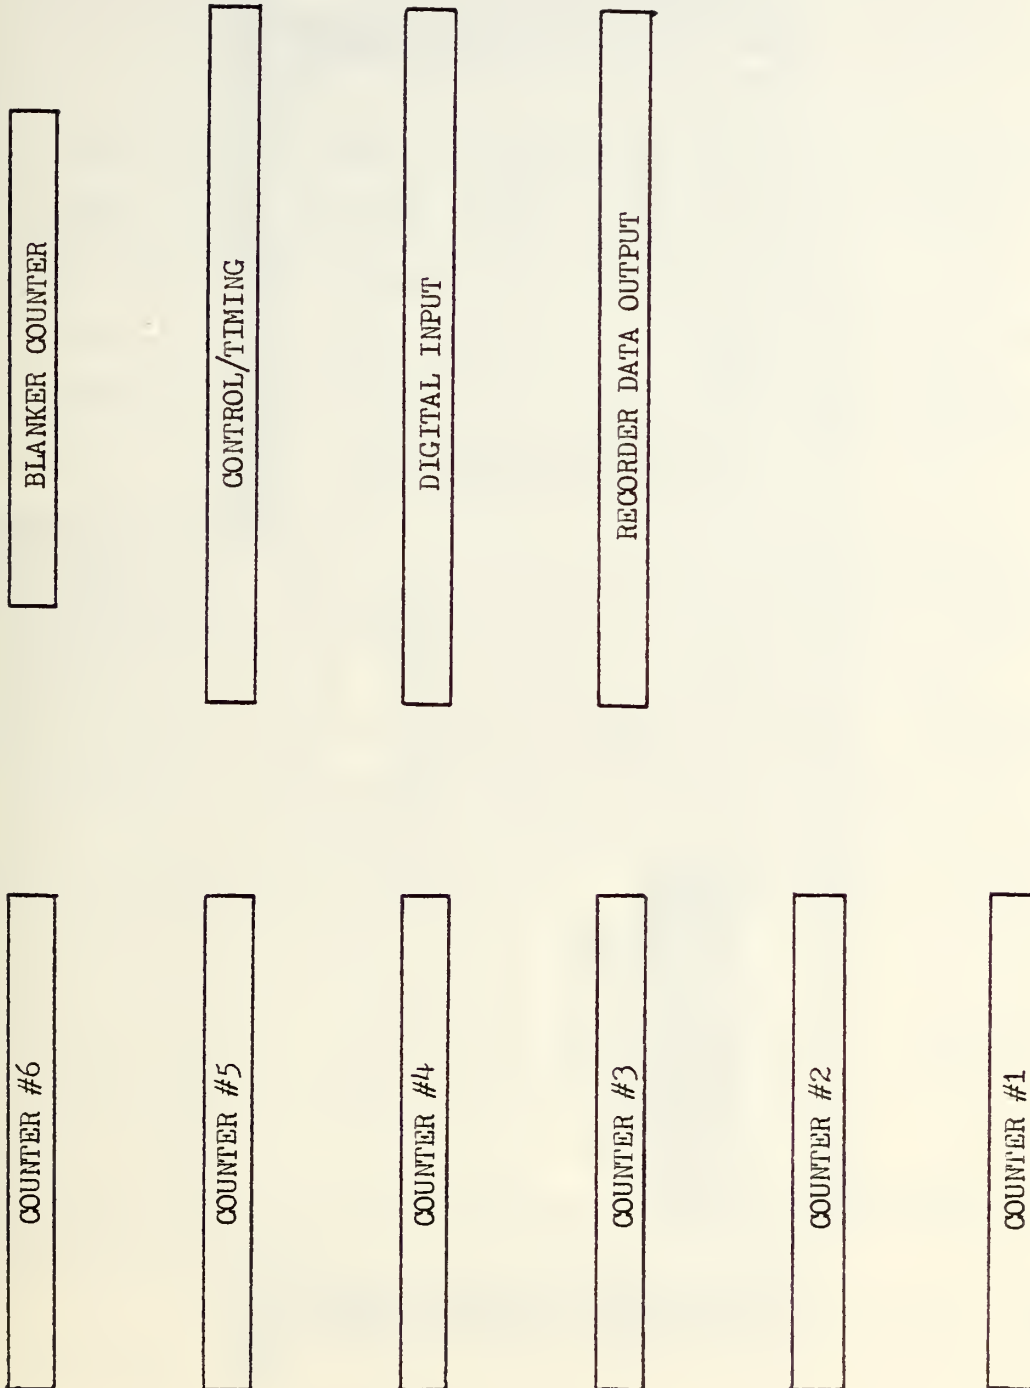 BLANKER COUNTER
CONTROL/TIMING
DIGITAL INPUT
RECORDER DATA OUTPUT
COUNTER #6
COUNTER #5
COUNTER #4
COUNTER #3
COUNTER #2
COUNTER #1